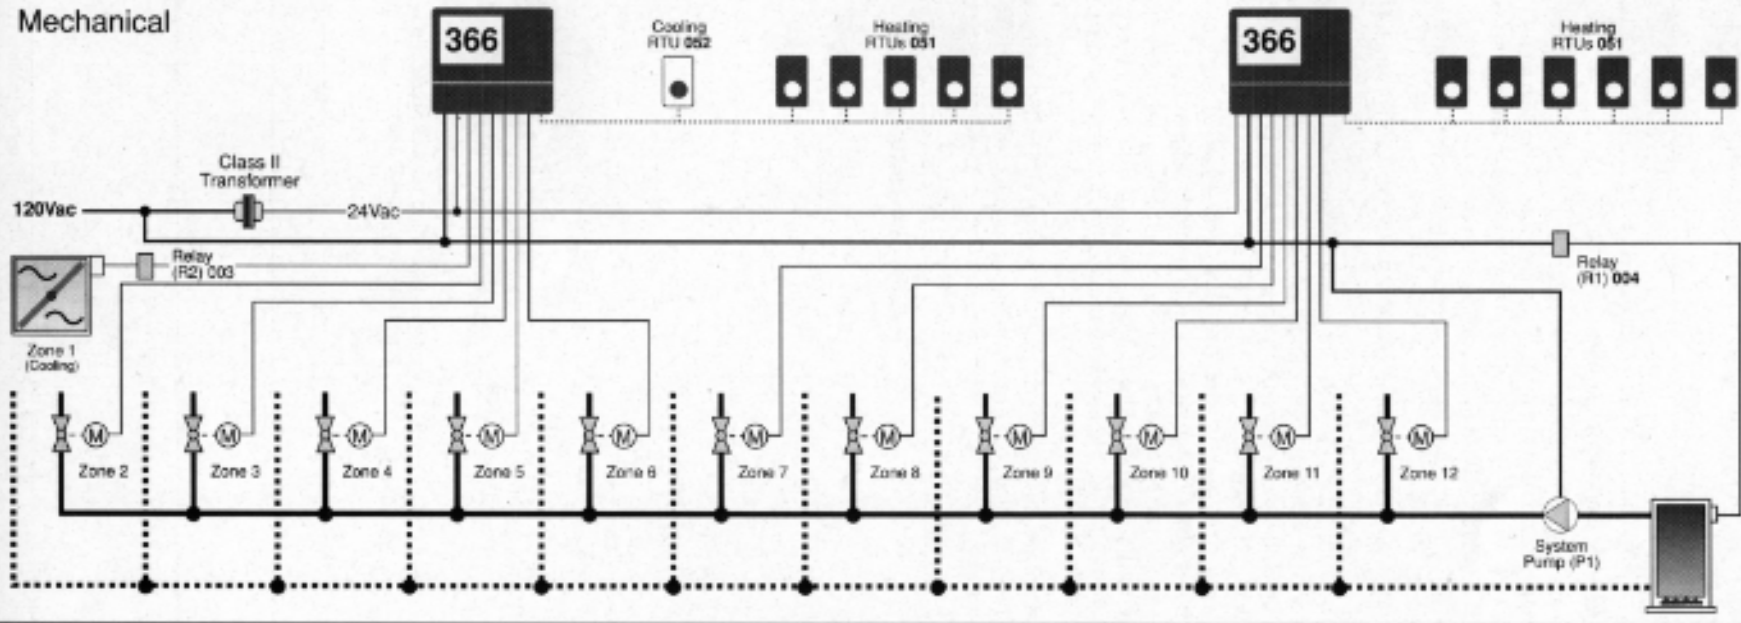 Mechanical
366
Cooling
RTU 052
Heating
RTUs 051
366
Heating
RTUs 051
Class II
Transformer
120Vac
24Vac
Relay
(R2) 003
Relay
(R1) 004
Zone 1
(Cooling)
M
M
M
M
M
M
M
M
M
M
M
Zone 2
Zone 3
Zone 4
Zone 5
Zone 6
Zone 7
Zone 8
Zone 9
Zone 10
Zone 11
Zone 12
System
Pump (P1)